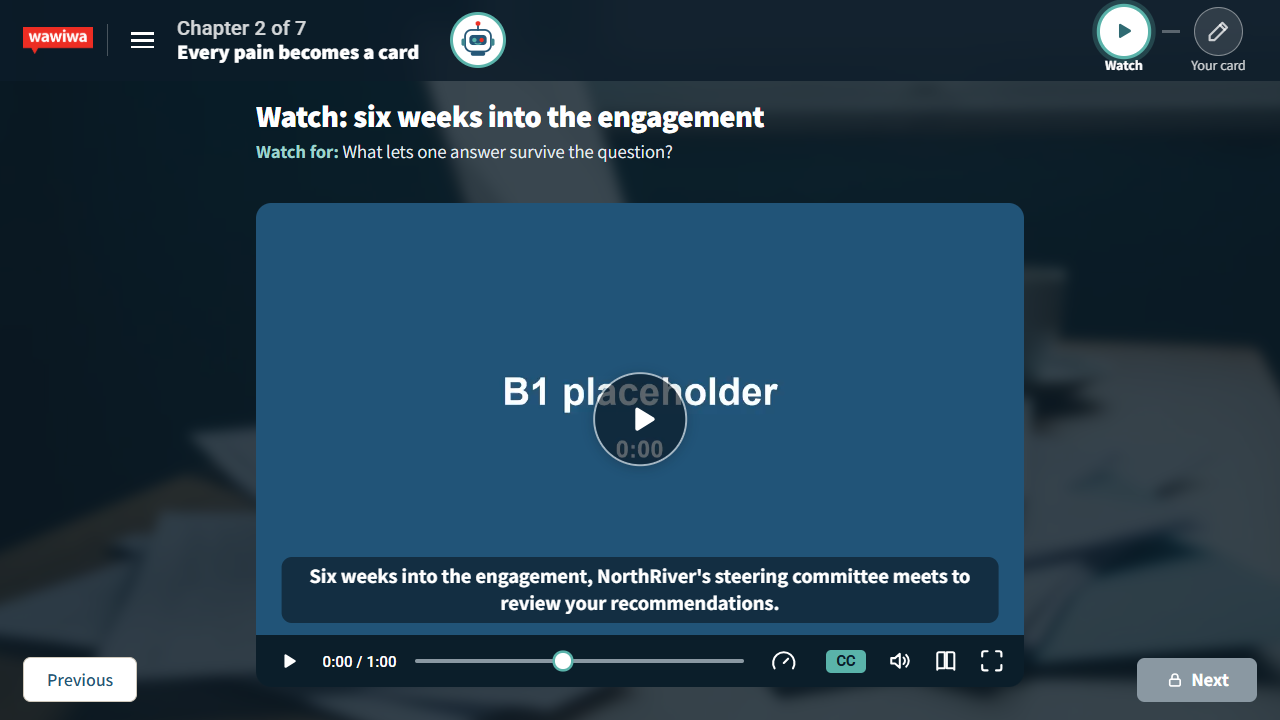 wawiwa
Chapter 2 of 7
Every pain becomes a card
Watch
Your card
Watch: six weeks into the engagement
Watch for: What lets one answer survive the question?
B1 placeholder
0:00
Six weeks into the engagement, NorthRiver's steering committee meets to
review your recommendations.
0:00 / 1:00
CC
Previous
Next